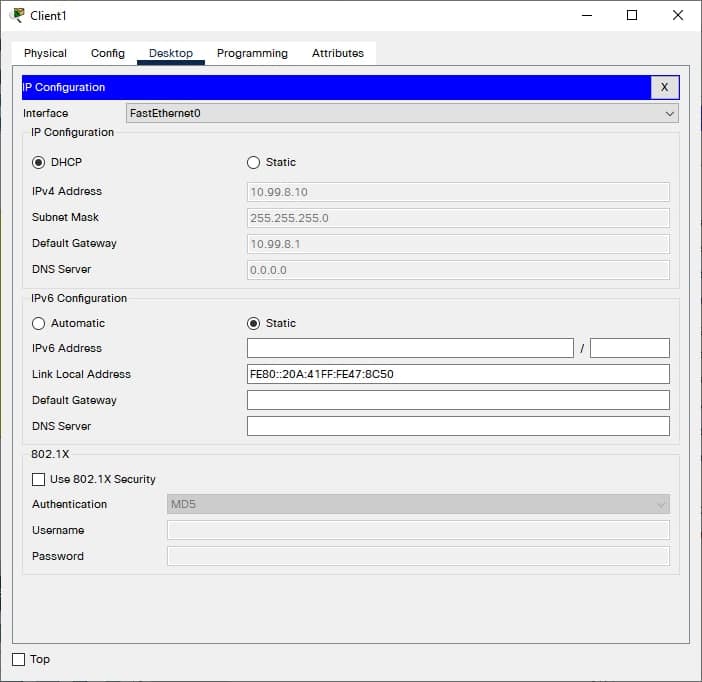 Client1
Physical Config Desktop Programming Attributes
IP Configuration X
Interface FastEthernet0
IP Configuration
DHCP Static
IPv4 Address 10.99.8.10
Subnet Mask 255.255.255.0
Default Gateway 10.99.8.1
DNS Server 0.0.0.0
IPv6 Configuration
Automatic Static
IPv6 Address /
Link Local Address FE80::20A:41FF:FE47:8C50
Default Gateway
DNS Server
802.1X
Use 802.1X Security
Authentication MD5
Username
Password
Top